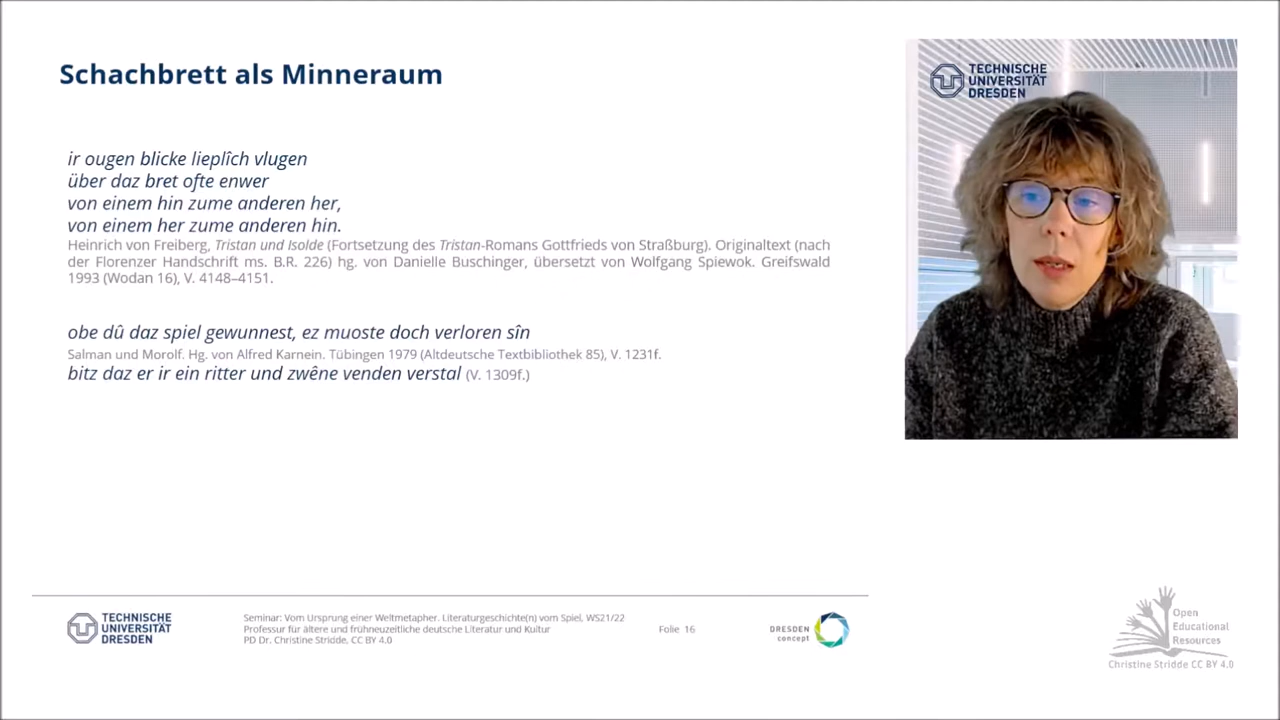 Schachbrett als Minneraum
ir ougen blicke lieplîch vlugen
über daz bret ofte enwer
von einem hin zume anderen her,
von einem her zume anderen hin.
Heinrich von Freiberg, Tristan und Isolde (Fortsetzung des Tristan-Romans Gottfrieds von Straßburg). Originaltext (nach
der Florenzer Handschrift ms. B.R. 226) hg. von Danielle Buschinger, übersetzt von Wolfgang Spiewok. Greifswald
1993 (Wodan 16), V. 4148–4151.
obe dû daz spiel gewunnest, ez muoste doch verloren sîn
Salman und Morolf. Hg. von Alfred Karnein. Tübingen 1979 (Altdeutsche Textbibliothek 85), V. 1231f.
bitz daz er ir ein ritter und zwêne venden verstal (V. 1309f.)
TECHNISCHE
UNIVERSITÄT
DRESDEN
TECHNISCHE
UNIVERSITÄT
DRESDEN
Seminar: Vom Ursprung einer Weltmetapher. Literaturgeschichte(n) vom Spiel, WS21/22
Professur für ältere und frühneuzeitliche deutsche Literatur und Kultur
PD Dr. Christine Stridde, CC BY 4.0
Folie 16
DRESDEN
concept
Open
Educational
Resources
Christine Stridde CC BY 4.0